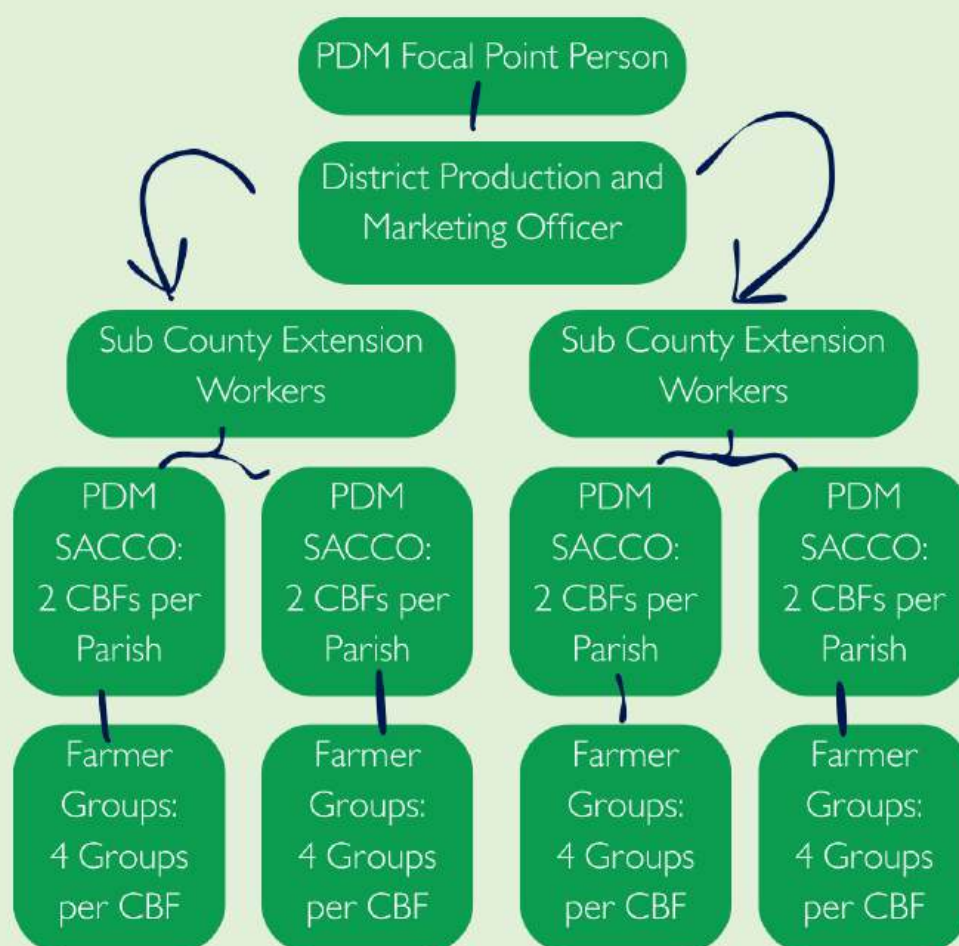 PDM Focal Point Person
District Production and
Marketing Officer
Sub County Extension
Workers
Sub County Extension
Workers
PDM
SACCO:
2 CBFs per
Parish
PDM
SACCO:
2 CBFs per
Parish
PDM
SACCO:
2 CBFs per
Parish
PDM
SACCO:
2 CBFs per
Parish
Farmer
Groups:
4 Groups
per CBF
Farmer
Groups:
4 Groups
per CBF
Farmer
Groups:
4 Groups
per CBF
Farmer
Groups:
4 Groups
per CBF